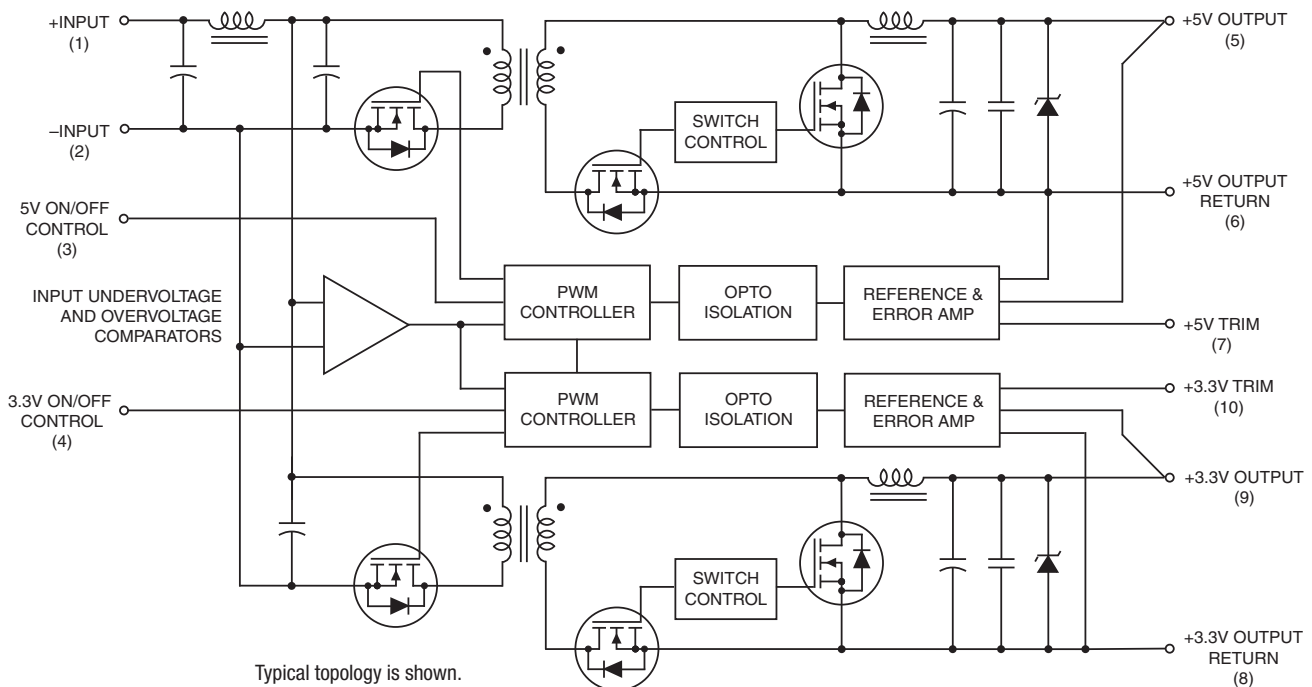 +INPUT
(1)
–INPUT
(2)
5V ON/OFF
CONTROL
(3)
INPUT UNDERVOLTAGE
AND OVERVOLTAGE
COMPARATORS
3.3V ON/OFF
CONTROL
(4)
SWITCH
CONTROL
PWM
CONTROLLER
OPTO
ISOLATION
REFERENCE &
ERROR AMP
PWM
CONTROLLER
OPTO
ISOLATION
REFERENCE &
ERROR AMP
SWITCH
CONTROL
+5V OUTPUT
(5)
+5V OUTPUT
RETURN
(6)
+5V TRIM
(7)
+3.3V TRIM
(10)
+3.3V OUTPUT
(9)
+3.3V OUTPUT
RETURN
(8)
Typical topology is shown.